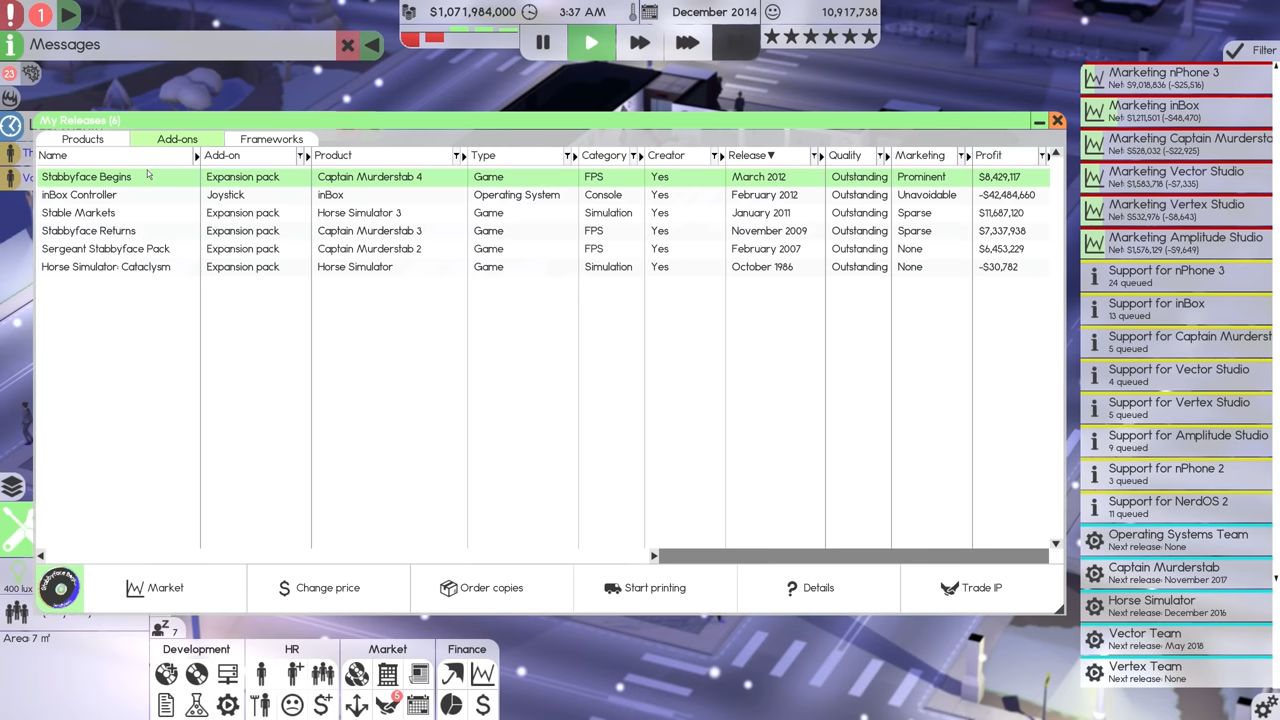 1
$1,071,984,000 3:37 AM December 2014 10,917,738
Messages
Filter
23
My Releases (6)
Products Add-ons Frameworks
Name Add-on Product Type Category Creator Release Quality Marketing Profit
Stabbyface Begins Expansion pack Captain Murderstab 4 Game FPS Yes March 2012 Outstanding Prominent $8,429,117
inBox Controller Joystick inBox Operating System Console Yes February 2012 Outstanding Unavoidable -$42,484,660
Stable Markets Expansion pack Horse Simulator 3 Game Simulation Yes January 2011 Outstanding Sparse $11,687,120
Stabbyface Returns Expansion pack Captain Murderstab 3 Game FPS Yes November 2009 Outstanding Sparse $7,337,938
Sergeant Stabbyface Pack Expansion pack Captain Murderstab 2 Game FPS Yes February 2007 Outstanding None $6,453,229
Horse Simulator: Cataclysm Expansion pack Horse Simulator Game Simulation Yes October 1986 Outstanding None -$30,782
Market Change price Order copies Start printing Details Trade IP
Marketing nPhone 3
Net: $9,018,836 (-$25,516)
Marketing inBox
Net: $1,211,501 (-$48,470)
Marketing Captain Murdersta
Net: $528,032 (-$22,925)
Marketing Vector Studio
Net: $1,583,718 (-$7,335)
Marketing Vertex Studio
Net: $532,976 (-$8,643)
Marketing Amplitude Studio
Net: $1,576,129 (-$9,649)
Support for nPhone 3
24 queued
Support for inBox
13 queued
Support for Captain Murderst
5 queued
Support for Vector Studio
4 queued
Support for Vertex Studio
5 queued
Support for Amplitude Studio
9 queued
Support for nPhone 2
3 queued
Support for NerdOS 2
11 queued
Operating Systems Team
Next release: None
Captain Murderstab
Next release: November 2017
Horse Simulator
Next release: December 2016
Vector Team
Next release: May 2018
Vertex Team
Next release: None
400 lux
Area: 7 m²
Z 7
Development HR Market Finance
5